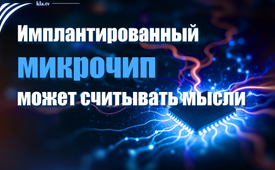 kla.tv
Имплантированный
микрочип
может считывать мысли